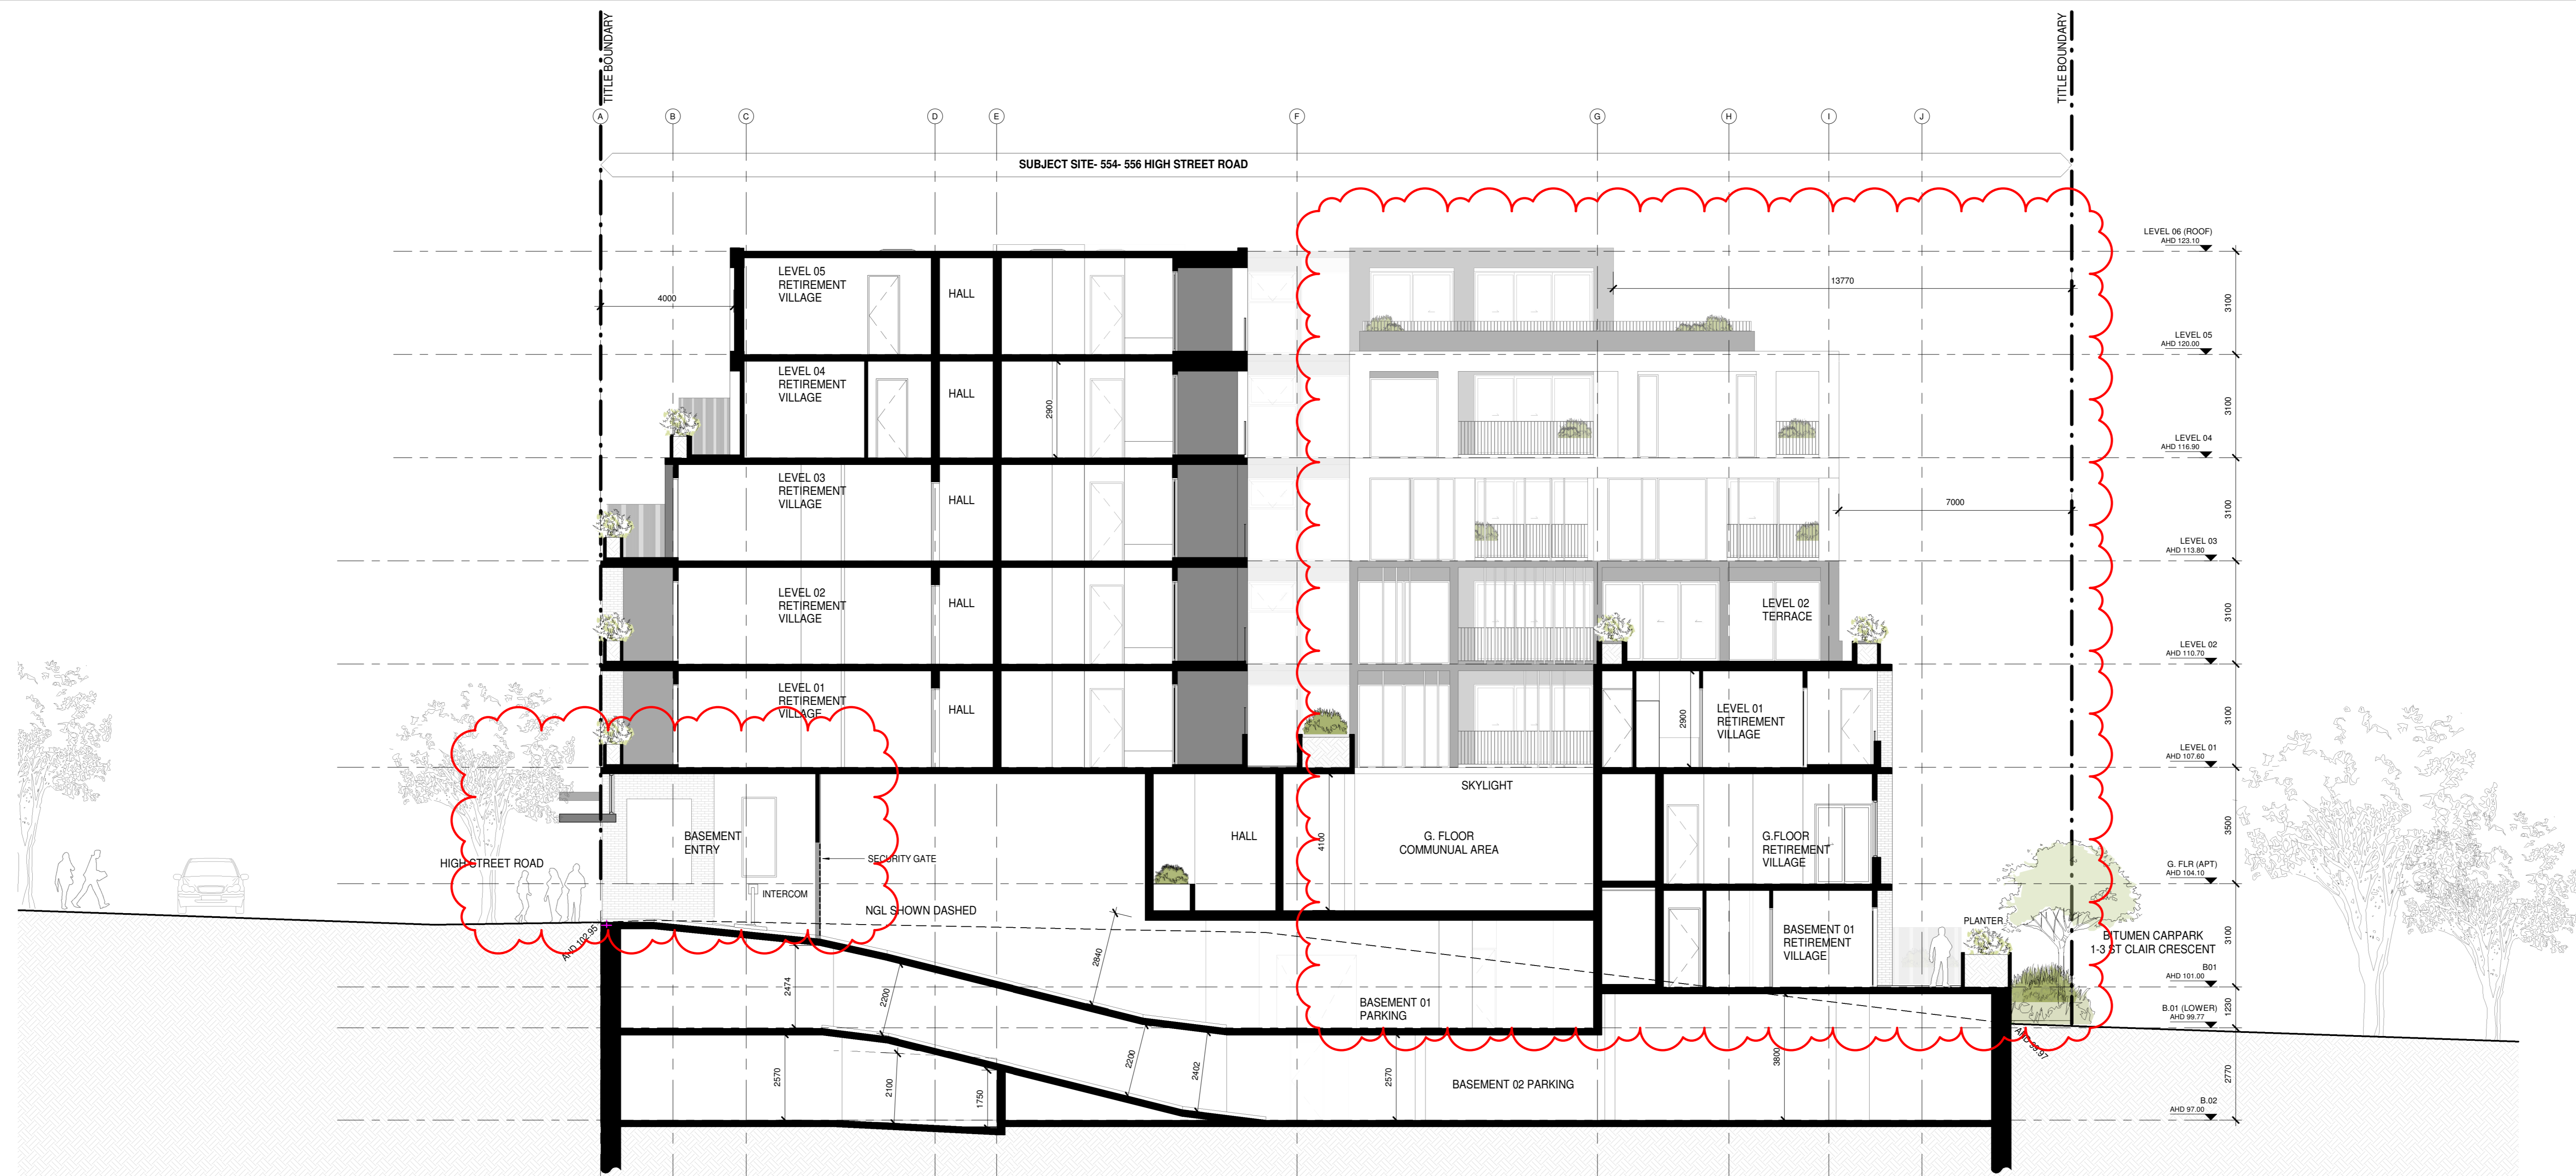 TITLE BOUNDARY
TITLE BOUNDARY
A
B
C
D
E
F
G
H
I
J
SUBJECT SITE- 554- 556 HIGH STREET ROAD
LEVEL 06 (ROOF)
AHD 123.10
LEVEL 05
RETIREMENT
VILLAGE
HALL
4000
13770
3100
LEVEL 05
AHD 120.00
LEVEL 04
RETIREMENT
VILLAGE
HALL
2900
3100
LEVEL 04
AHD 116.90
LEVEL 03
RETIREMENT
VILLAGE
HALL
7000
3100
LEVEL 03
AHD 113.80
LEVEL 02
RETIREMENT
VILLAGE
HALL
LEVEL 02
TERRACE
3100
LEVEL 02
AHD 110.70
LEVEL 01
RETIREMENT
VILLAGE
HALL
2900
LEVEL 01
RETIREMENT
VILLAGE
3100
LEVEL 01
AHD 107.60
SKYLIGHT
BASEMENT
ENTRY
HALL
4100
G. FLOOR
COMMUNUAL AREA
G.FLOOR
RETIREMENT
VILLAGE
3500
HIGH STREET ROAD
SECURITY GATE
G. FLR (APT)
AHD 104.10
INTERCOM
NGL SHOWN DASHED
PLANTER
AHD 102.95
BASEMENT 01
RETIREMENT
VILLAGE
BITUMEN CARPARK
1-3 ST CLAIR CRESCENT
3100
2840
B01
AHD 101.00
2474
2200
BASEMENT 01
PARKING
B.01 (LOWER)
AHD 99.77
1230
2570
2100
1750
2200
2402
2570
BASEMENT 02 PARKING
3800
2770
B.02
AHD 97.00